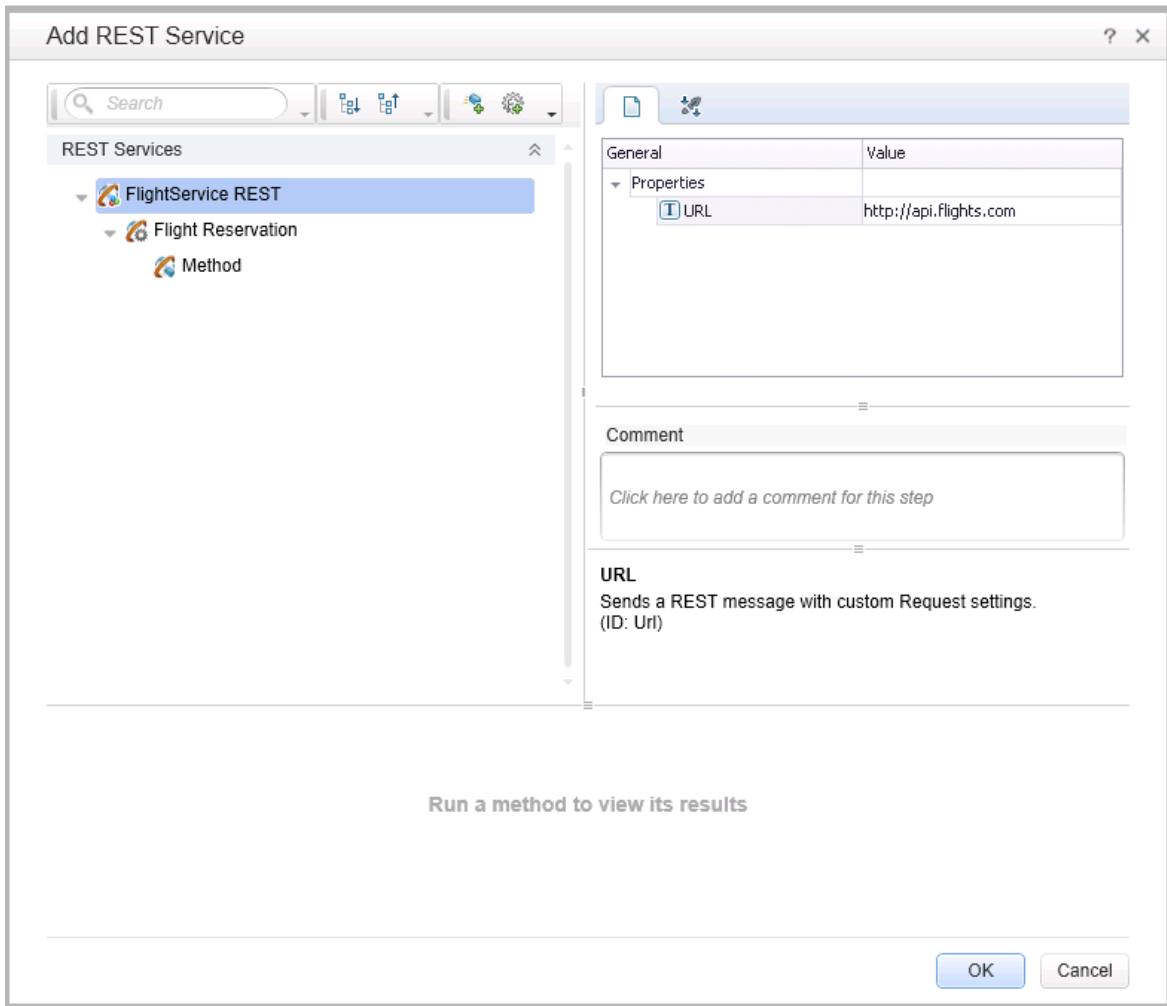 Add REST Service
?
Search
REST Services
FlightService REST
Flight Reservation
Method
General Value
Properties
T URL http://api.flights.com
Comment
Click here to add a comment for this step
URL
Sends a REST message with custom Request settings.
(ID: Url)
Run a method to view its results
OK Cancel